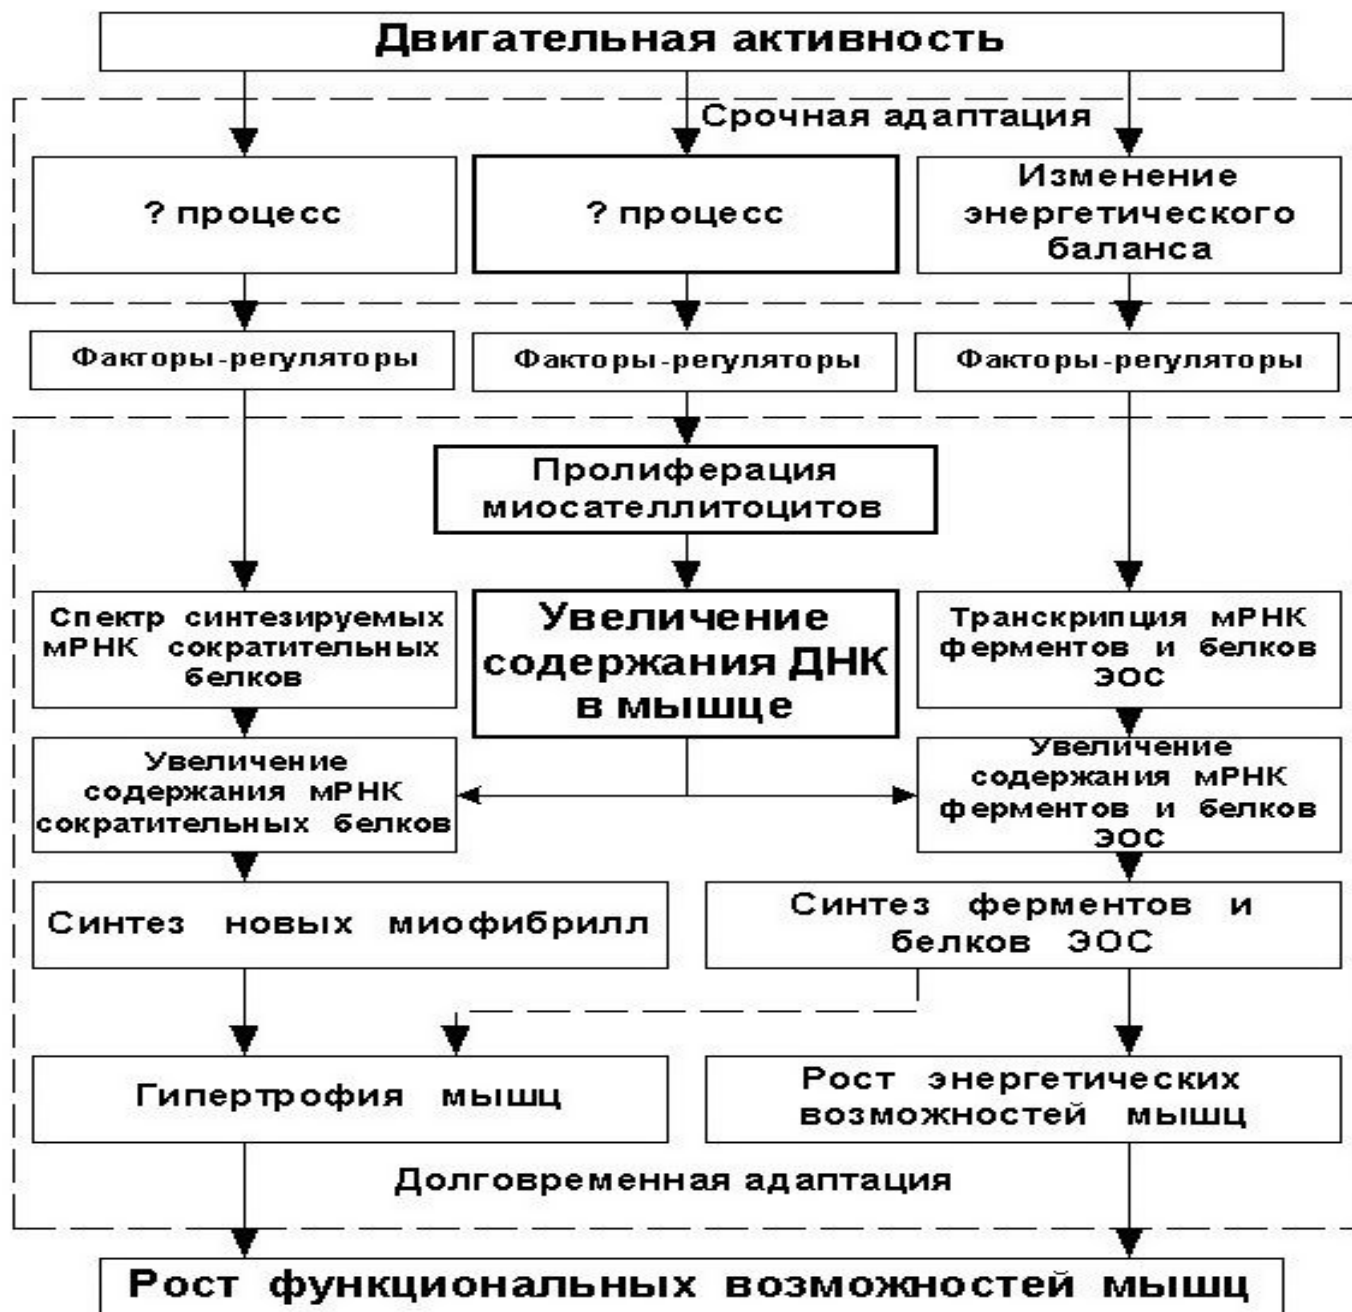 Двигательная активность
Срочная адаптация
? процесс
? процесс
Изменение
энергетического
баланса
Факторы-регуляторы
Факторы-регуляторы
Факторы-регуляторы
Пролиферация
миосателлитоцитов
Спектр синтезируемых
мРНК сократительных
белков
Увеличение
содержания ДНК
в мышце
Транскрипция мРНК
ферментов и белков
ЭОС
Увеличение
содержания мРНК
сократительных белков
Увеличение
содержания мРНК
ферментов и белков
ЭОС
Синтез новых миофибрилл
Синтез ферментов и
белков ЭОС
Гипертрофия мышц
Рост энергетических
возможностей мышц
Долговременная адаптация
Рост функциональных возможностей мышц